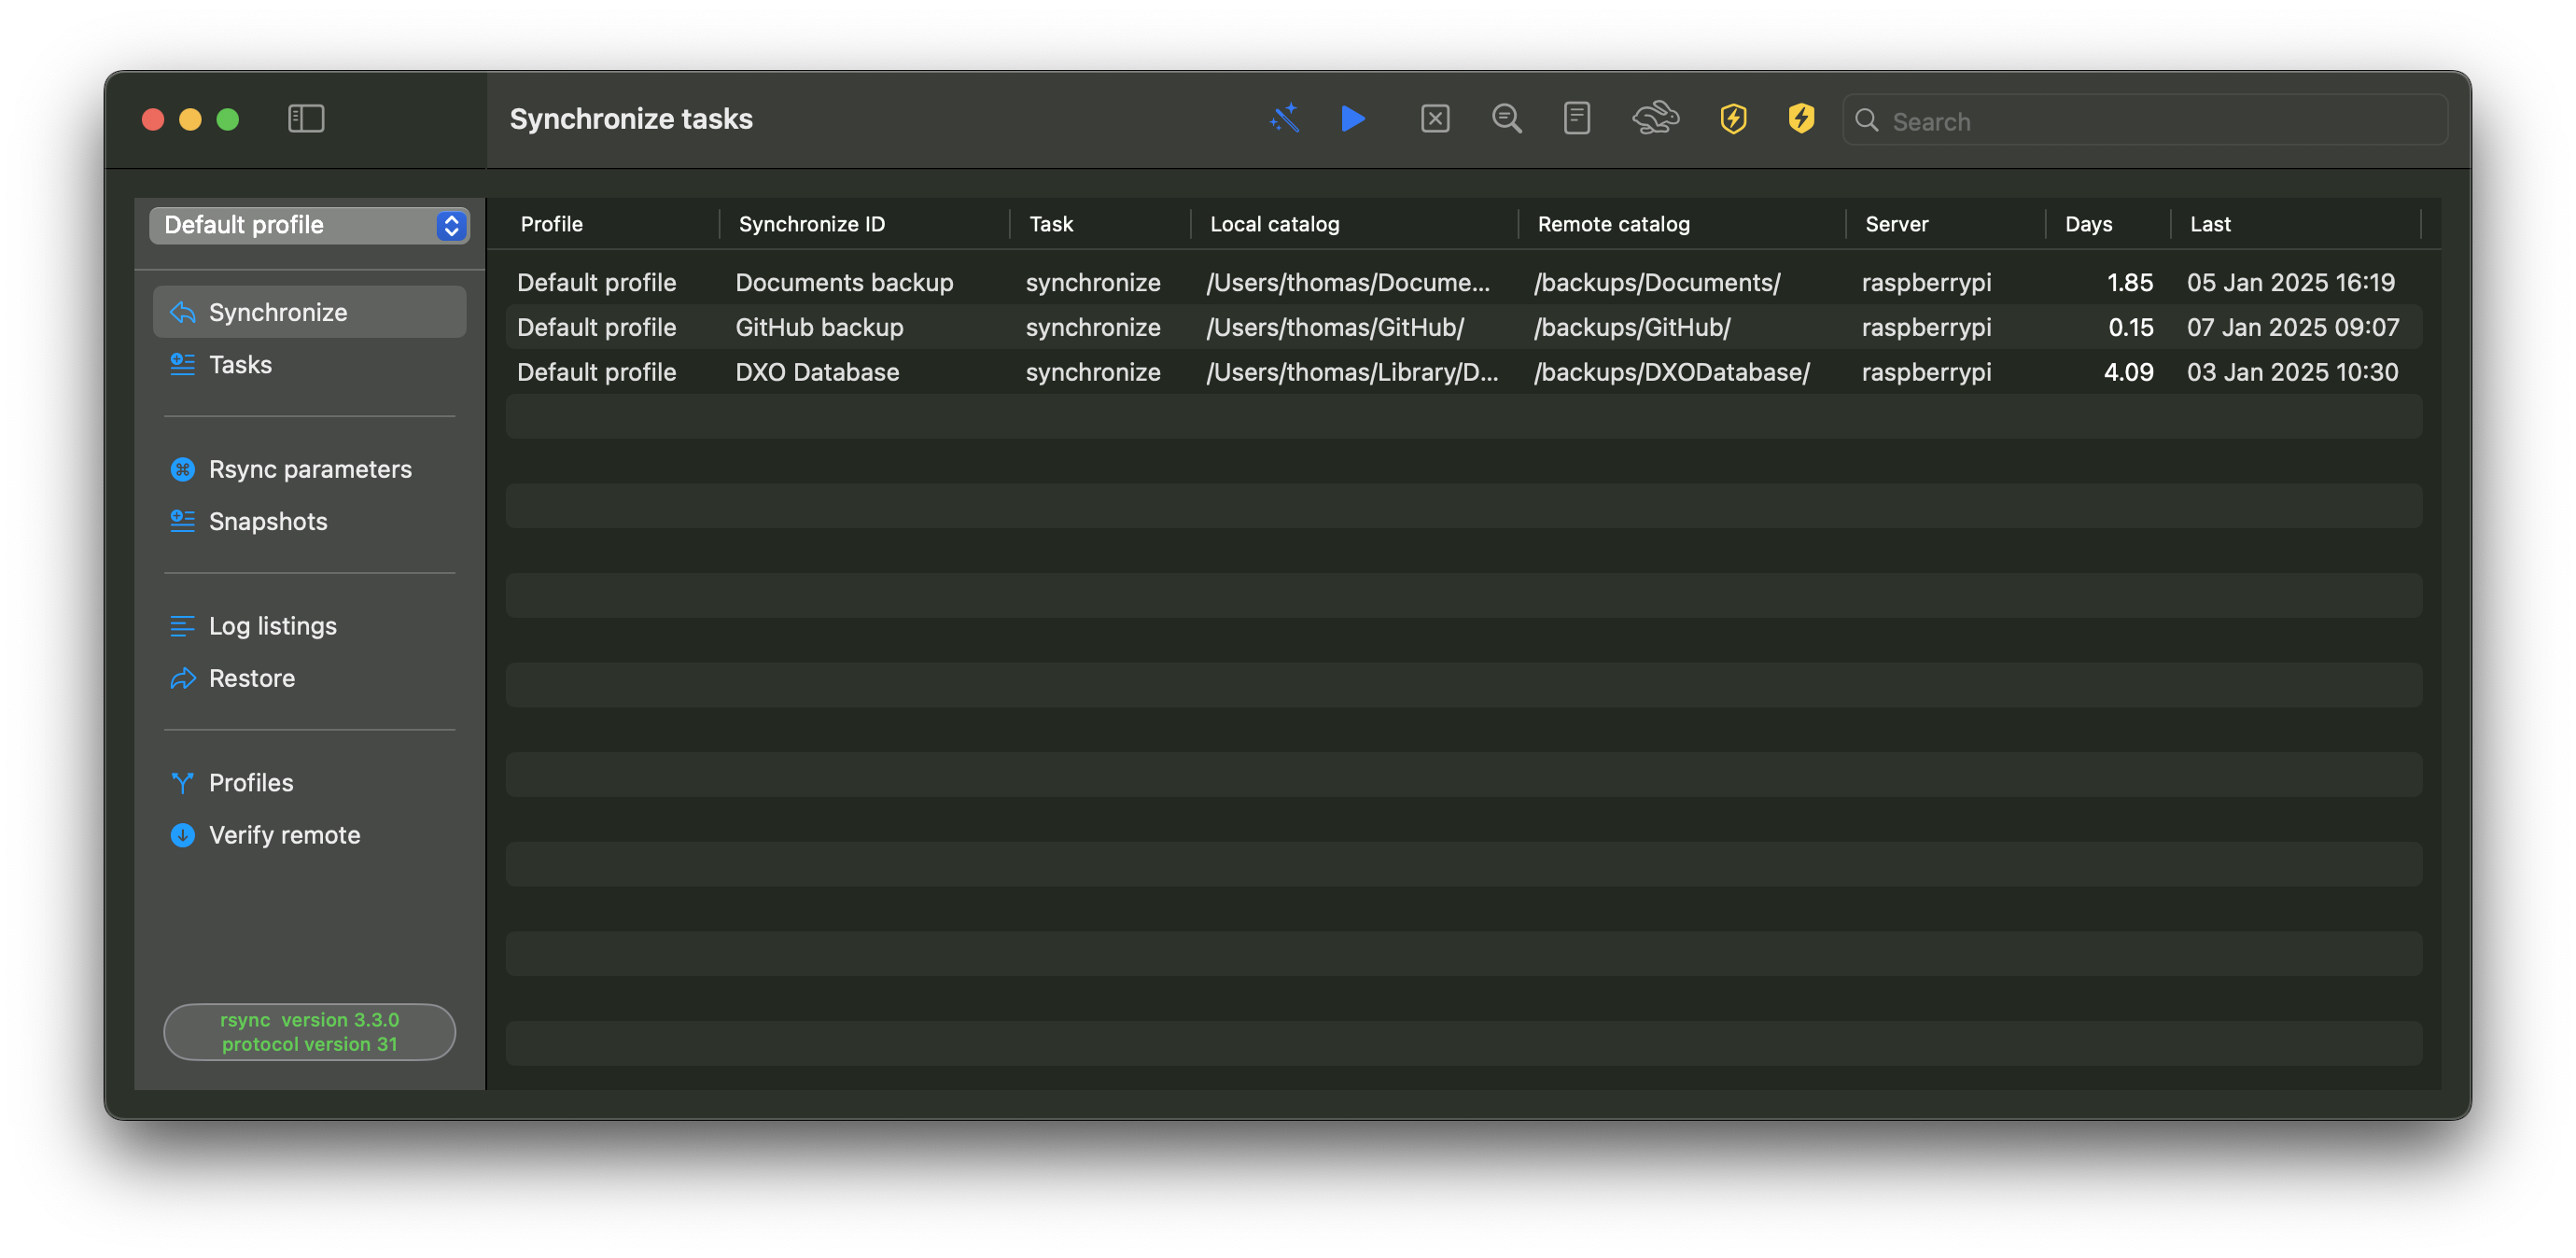 Synchronize tasks
Search
Default profile
Synchronize
Tasks
Rsync parameters
Snapshots
Log listings
Restore
Profiles
Verify remote
rsync  version 3.3.0
protocol version 31
Profile Synchronize ID Task Local catalog Remote catalog Server Days Last
Default profile Documents backup synchronize /Users/thomas/Docume... /backups/Documents/ raspberrypi 1.85 05 Jan 2025 16:19
Default profile GitHub backup synchronize /Users/thomas/GitHub/ /backups/GitHub/ raspberrypi 0.15 07 Jan 2025 09:07
Default profile DXO Database synchronize /Users/thomas/Library/D... /backups/DXODatabase/ raspberrypi 4.09 03 Jan 2025 10:30